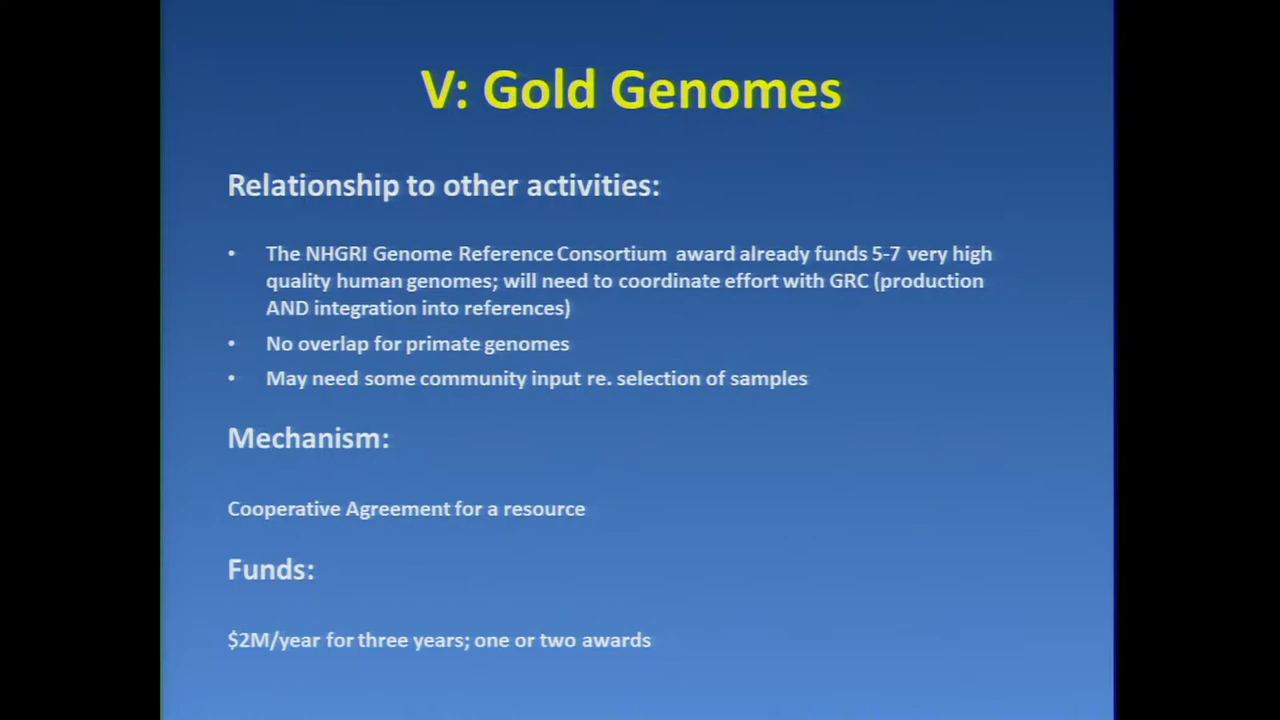 V: Gold Genomes
Relationship to other activities:
• The NHGRI Genome Reference Consortium award already funds 5-7 very high
quality human genomes; will need to coordinate effort with GRC (production
AND integration into references)
• No overlap for primate genomes
• May need some community input re. selection of samples
Mechanism:
Cooperative Agreement for a resource
Funds:
$2M/year for three years; one or two awards